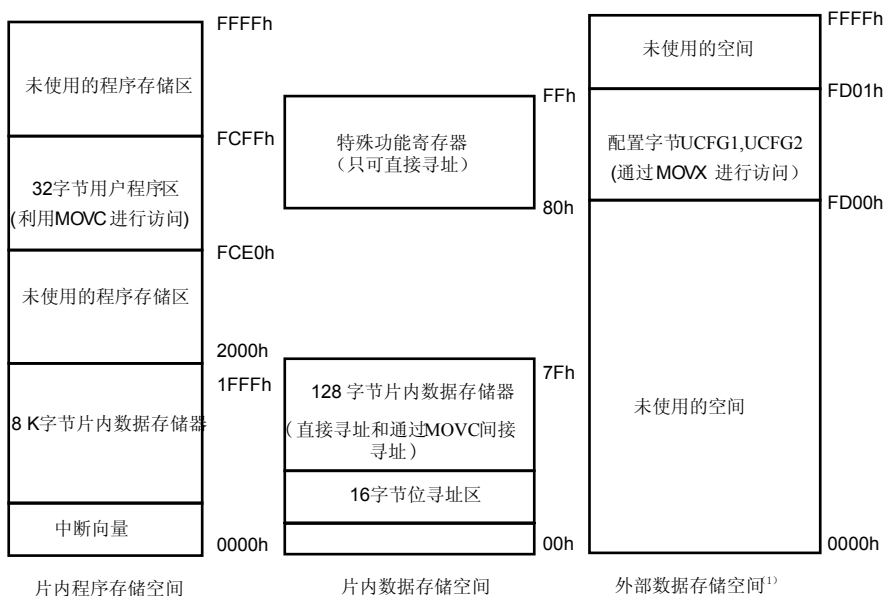 FFFFh
未使用的程序存储区
FCFFh
32字节用户程序区
(利用MOVC 进行访问)
FCE0h
未使用的程序存储区
2000h
1FFFh
8 K字节片内数据存储器
中断向量
0000h
片内程序存储空间
FFh
特殊功能寄存器
（只可直接寻址）
80h
7Fh
128 字节片内数据存储器
（直接寻址和通过MOVC间接
寻址）
16字节位寻址区
00h
片内数据存储空间
FFFFh
未使用的空间
FD01h
配置字节UCFG1,UCFG2
(通过MOVX 进行访问）
FD00h
未使用的空间
0000h
外部数据存储空间1)